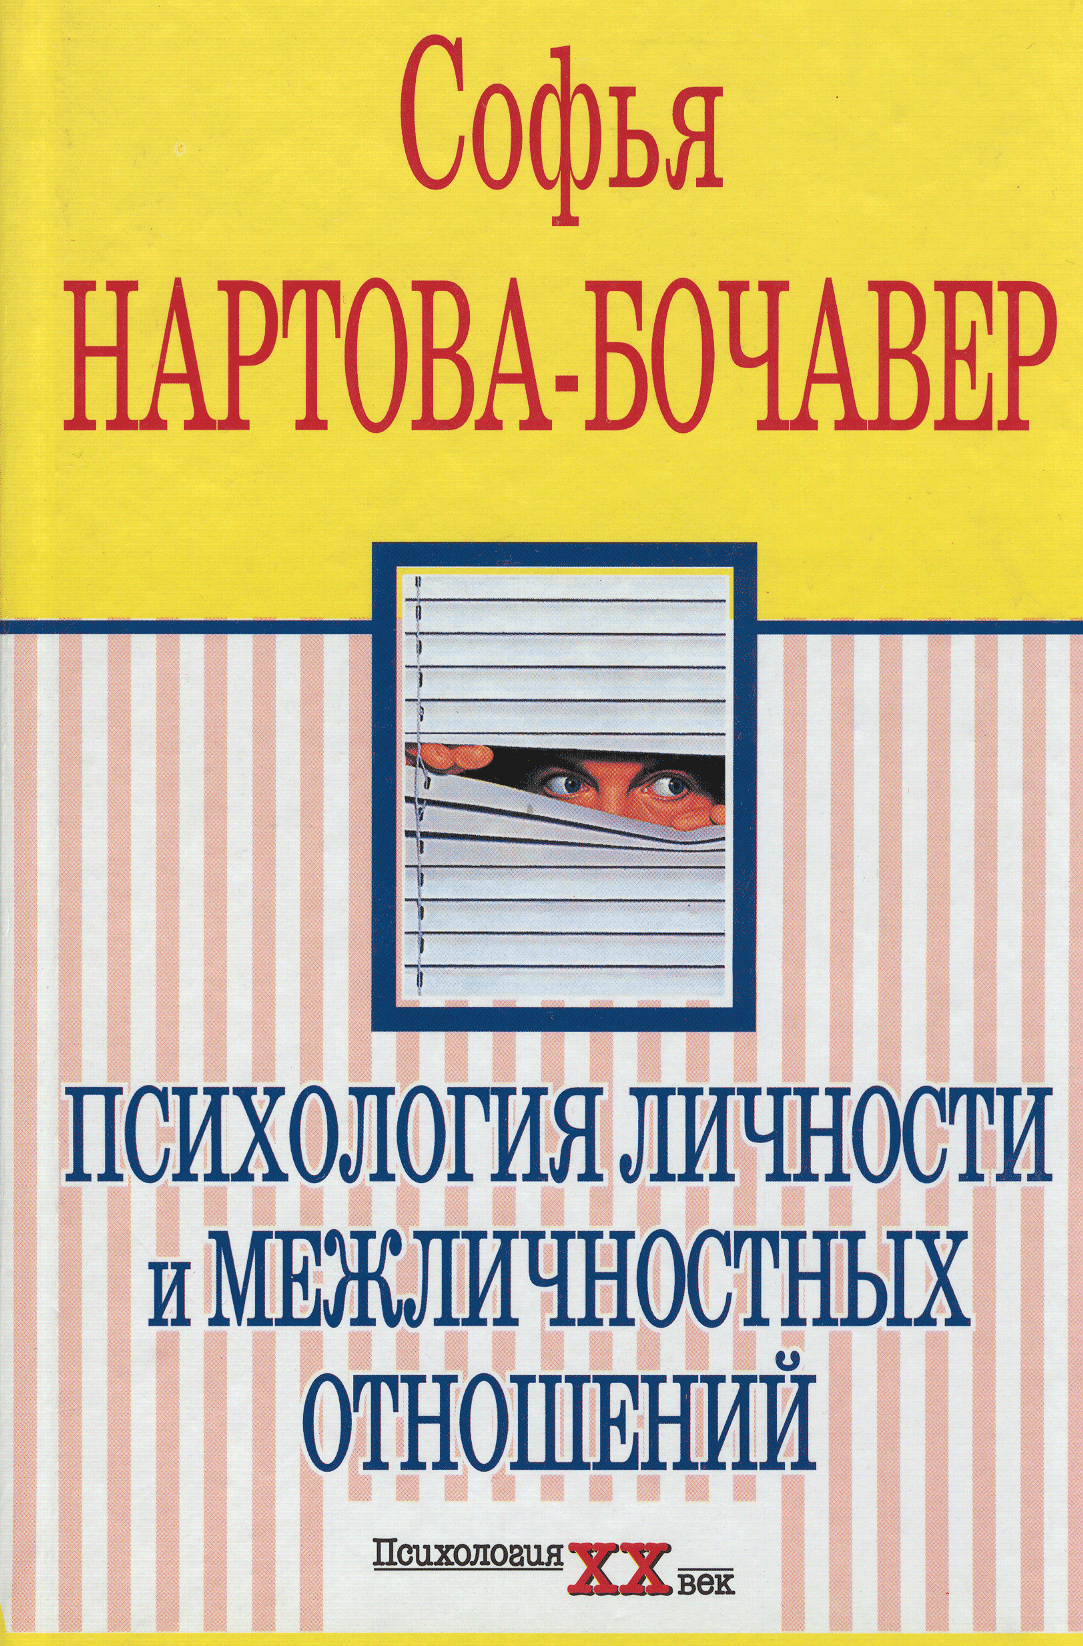 Софья
НАРТОВА-БОЧАВЕР
ПСИХОЛОГИЯ ЛИЧНОСТИ
и МЕЖЛИЧНОСТНЫХ
ОТНОШЕНИЙ
Психология XX век